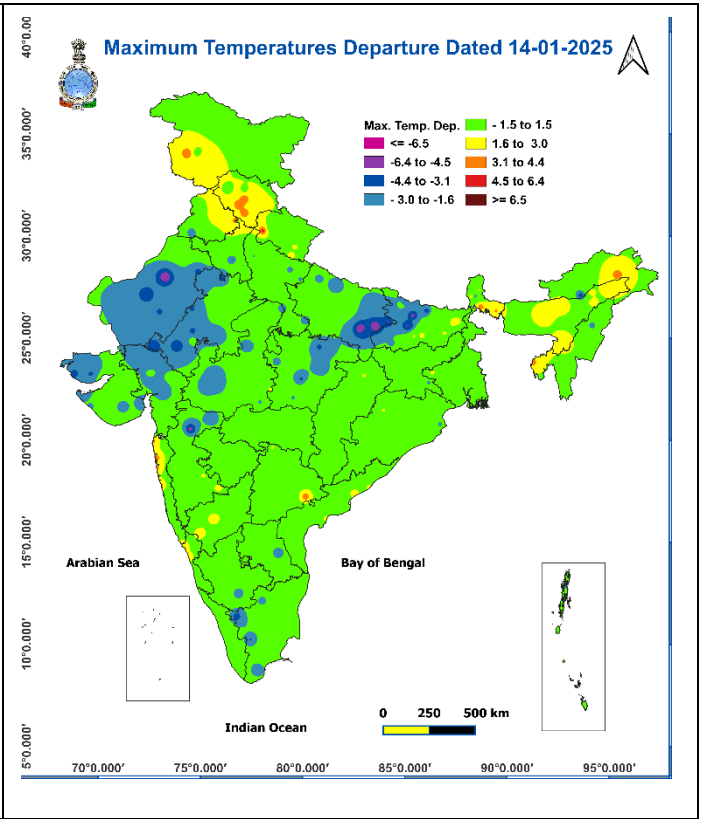 Maximum Temperatures Departure Dated 14-01-2025
Max. Temp. Dep.
<= -6.5
-6.4 to -4.5
-4.4 to -3.1
- 3.0 to -1.6
- 1.5 to 1.5
1.6 to 3.0
3.1 to 4.4
4.5 to 6.4
>= 6.5
40°0.00
35°0.000'
30°0.000'
25°0.000'
20°0.000'
15°0.000'
10°0.000'
5°0.000'
Arabian Sea
Bay of Bengal
Indian Ocean
0 250 500 km
70°0.000' 75°0.000' 80°0.000' 85°0.000' 90°0.000' 95°0.000'